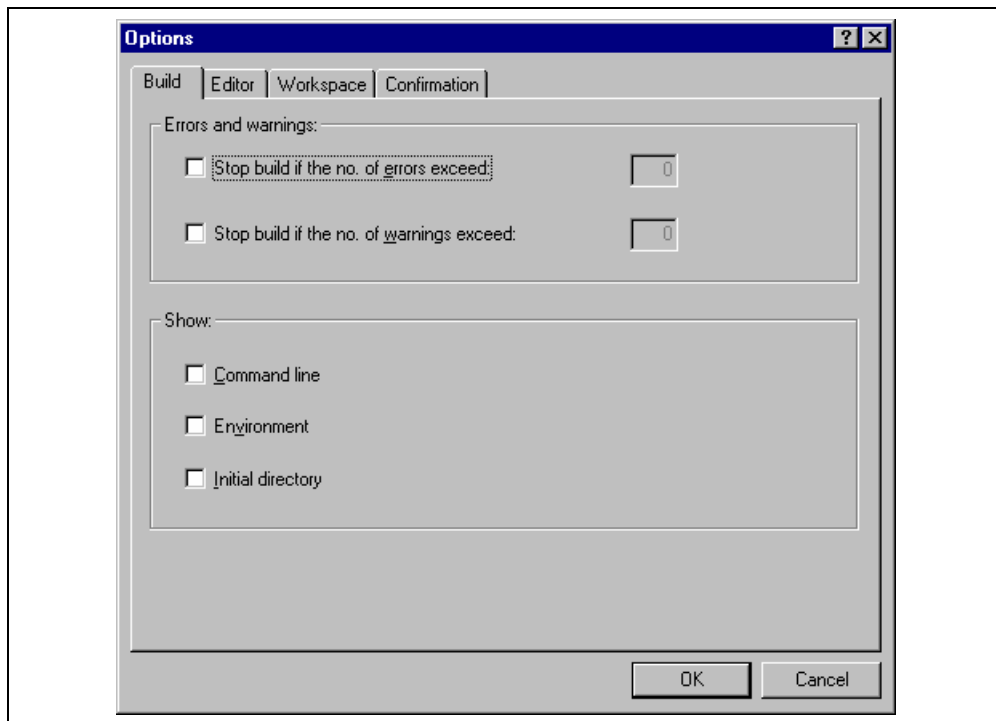 Options
Build Editor Workspace Confirmation
Errors and warnings:
Stop build if the no. of errors exceed: 0
Stop build if the no. of warnings exceed: 0
Show:
Command line
Environment
Initial directory
OK Cancel